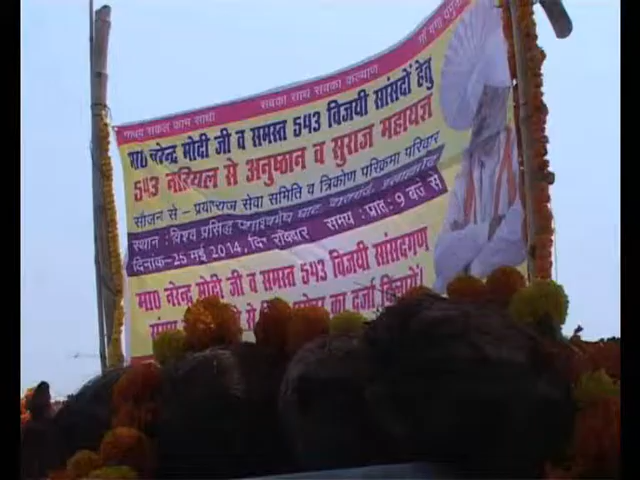 सबका साथ सबका कल्याण
मा0 नरेन्द्र मोदी जी व समस्त 543 विजयी सांसदों हेतु
543 नारियल से अनुष्ठान व सुराज महायज्ञ
सौजन्य से - प्रयागराज सेवा समिति व त्रिकोण परिक्रमा परिवार
स्थान : विश्व प्रसिद्ध घाट
दिनांक-25 मई 2014, दिन रविवार समय : प्रातः 9 बजे से
मा0 नरेन्द्र मोदी जी व समस्त 543 विजयी सांसदगण
से का दर्जा